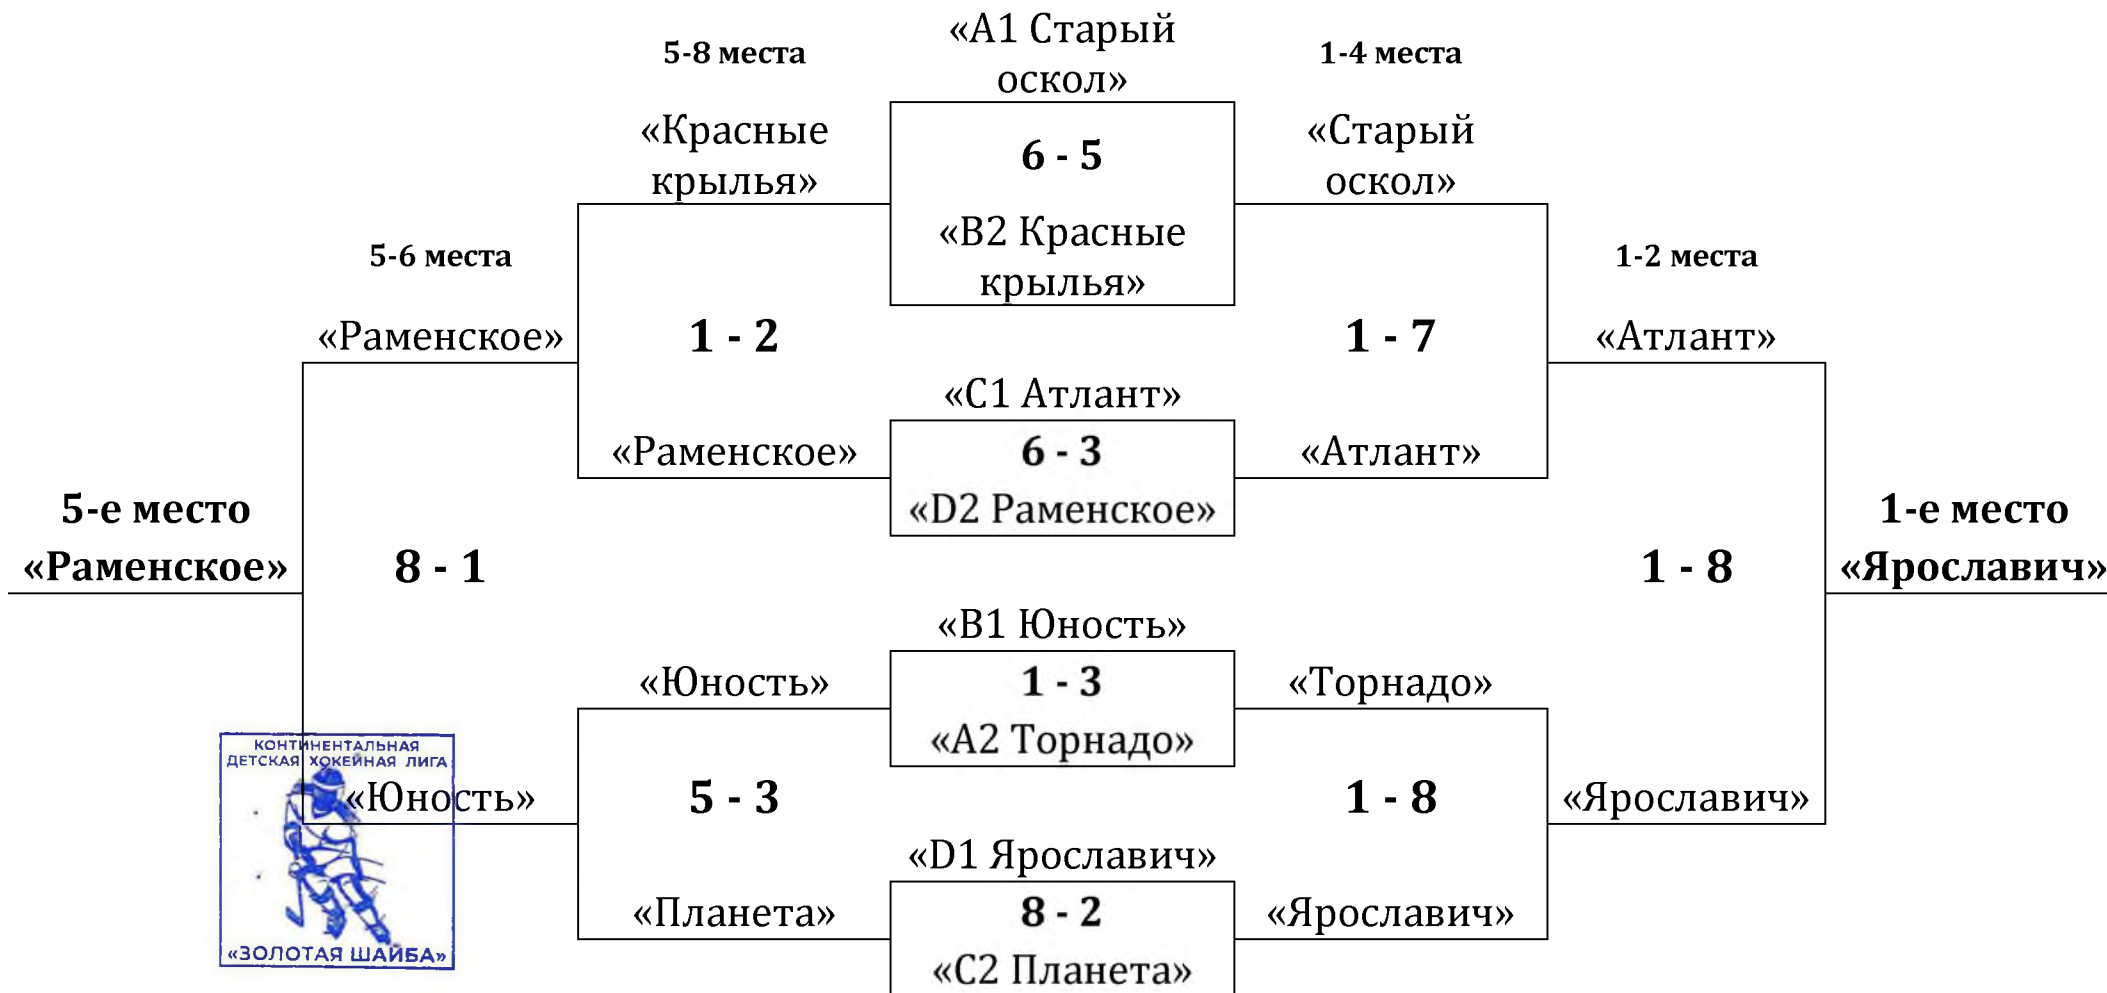 «А1 Старый
оскол»
5-8 места
1-4 места
«Красные
крылья»
6 - 5
«Старый
оскол»
«В2 Красные
крылья»
5-6 места
1-2 места
«Раменское»
1 - 2
1 - 7
«Атлант»
«С1 Атлант»
«Раменское»
6 - 3
«Атлант»
«D2 Раменское»
5-е место
«Раменское»
8 - 1
1 - 8
1-е место
«Ярославич»
«В1 Юность»
«Юность»
1 - 3
«Торнадо»
«А2 Торнадо»
КОНТИНЕНТАЛЬНАЯ
ДЕТСКАЯ ХОКЕЙНАЯ ЛИГА
«Юность»
5 - 3
1 - 8
«Ярославич»
«D1 Ярославич»
«Планета»
8 - 2
«Ярославич»
«ЗОЛОТАЯ ШАЙБА»
«С2 Планета»